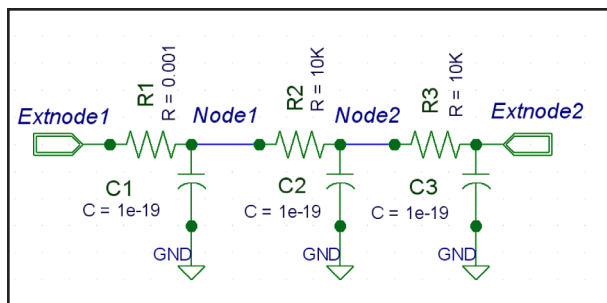 Extnode1
R1
R = 0.001
Node1
R2
R = 10K
Node2
R3
R = 10K
Extnode2
C1
C = 1e-19
C2
C = 1e-19
C3
C = 1e-19
GND
GND
GND